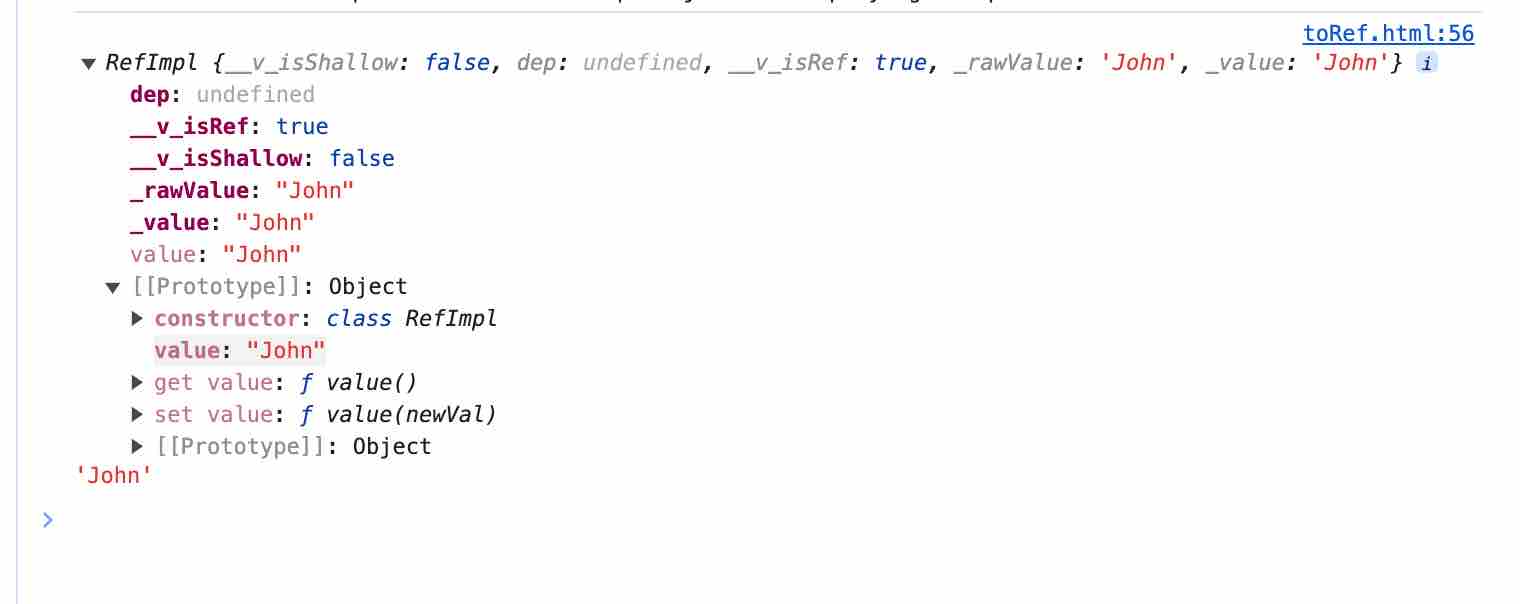 toRef.html:56
▼ RefImpl {__v_isShallow: false, dep: undefined, __v_isRef: true, _rawValue: 'John', _value: 'John'} i
dep: undefined
__v_isRef: true
__v_isShallow: false
_rawValue: "John"
_value: "John"
value: "John"
▼ [[Prototype]]: Object
▶ constructor: class RefImpl
value: "John"
▶ get value: ƒ value()
▶ set value: ƒ value(newVal)
▶ [[Prototype]]: Object
'John'
>